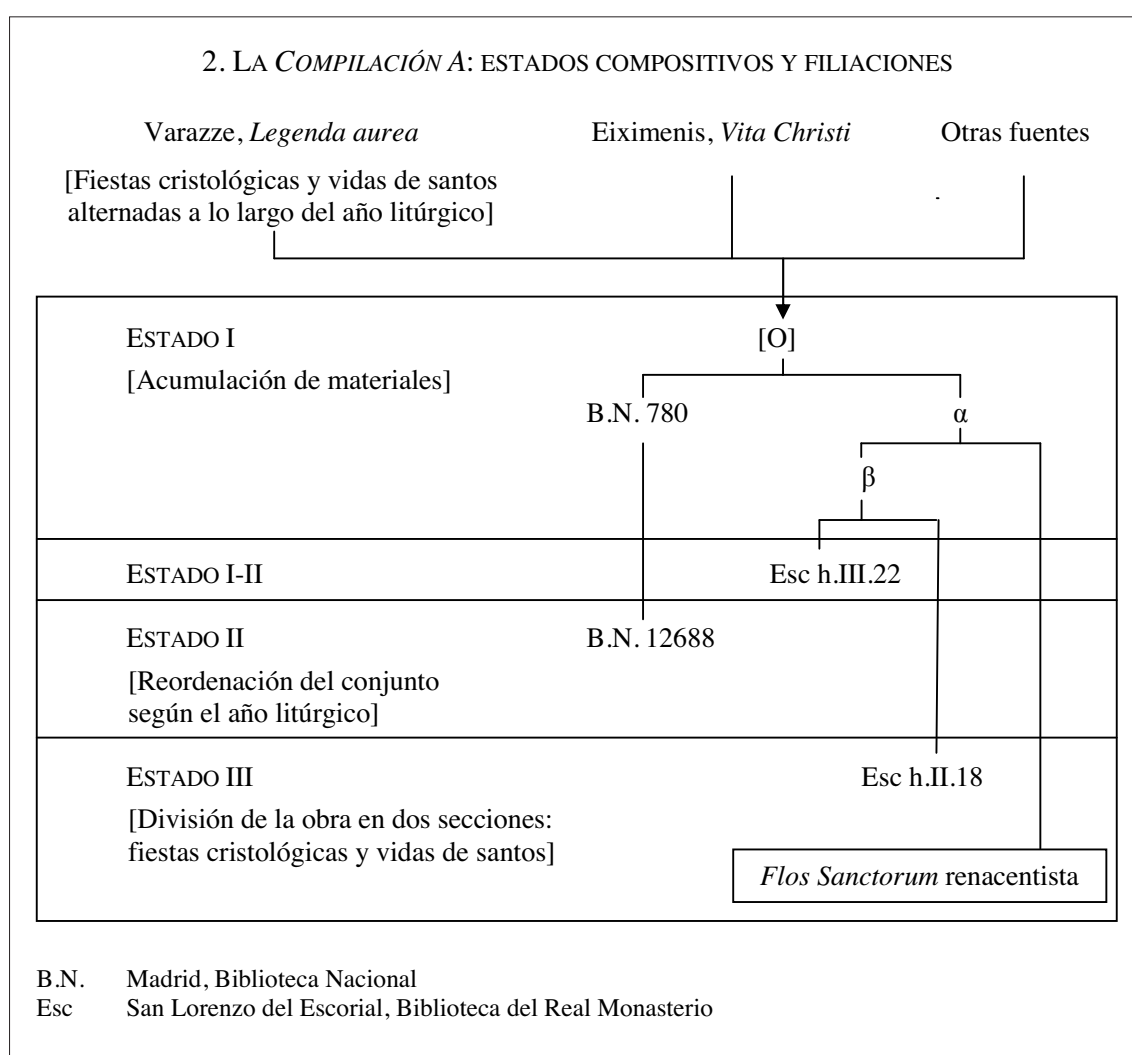 2. LA COMPILACIÓN A: ESTADOS COMPOSITIVOS Y FILIACIONES
Varazze, Legenda aurea
Eiximenis, Vita Christi
Otras fuentes
[Fiestas cristológicas y vidas de santos
alternadas a lo largo del año litúrgico]
ESTADO I
[O]
[Acumulación de materiales]
B.N. 780
α
β
ESTADO I-II
Esc h.III.22
ESTADO II
B.N. 12688
[Reordenación del conjunto
según el año litúrgico]
ESTADO III
Esc h.II.18
[División de la obra en dos secciones:
fiestas cristológicas y vidas de santos]
Flos Sanctorum renacentista
B.N. Madrid, Biblioteca Nacional
Esc San Lorenzo del Escorial, Biblioteca del Real Monasterio